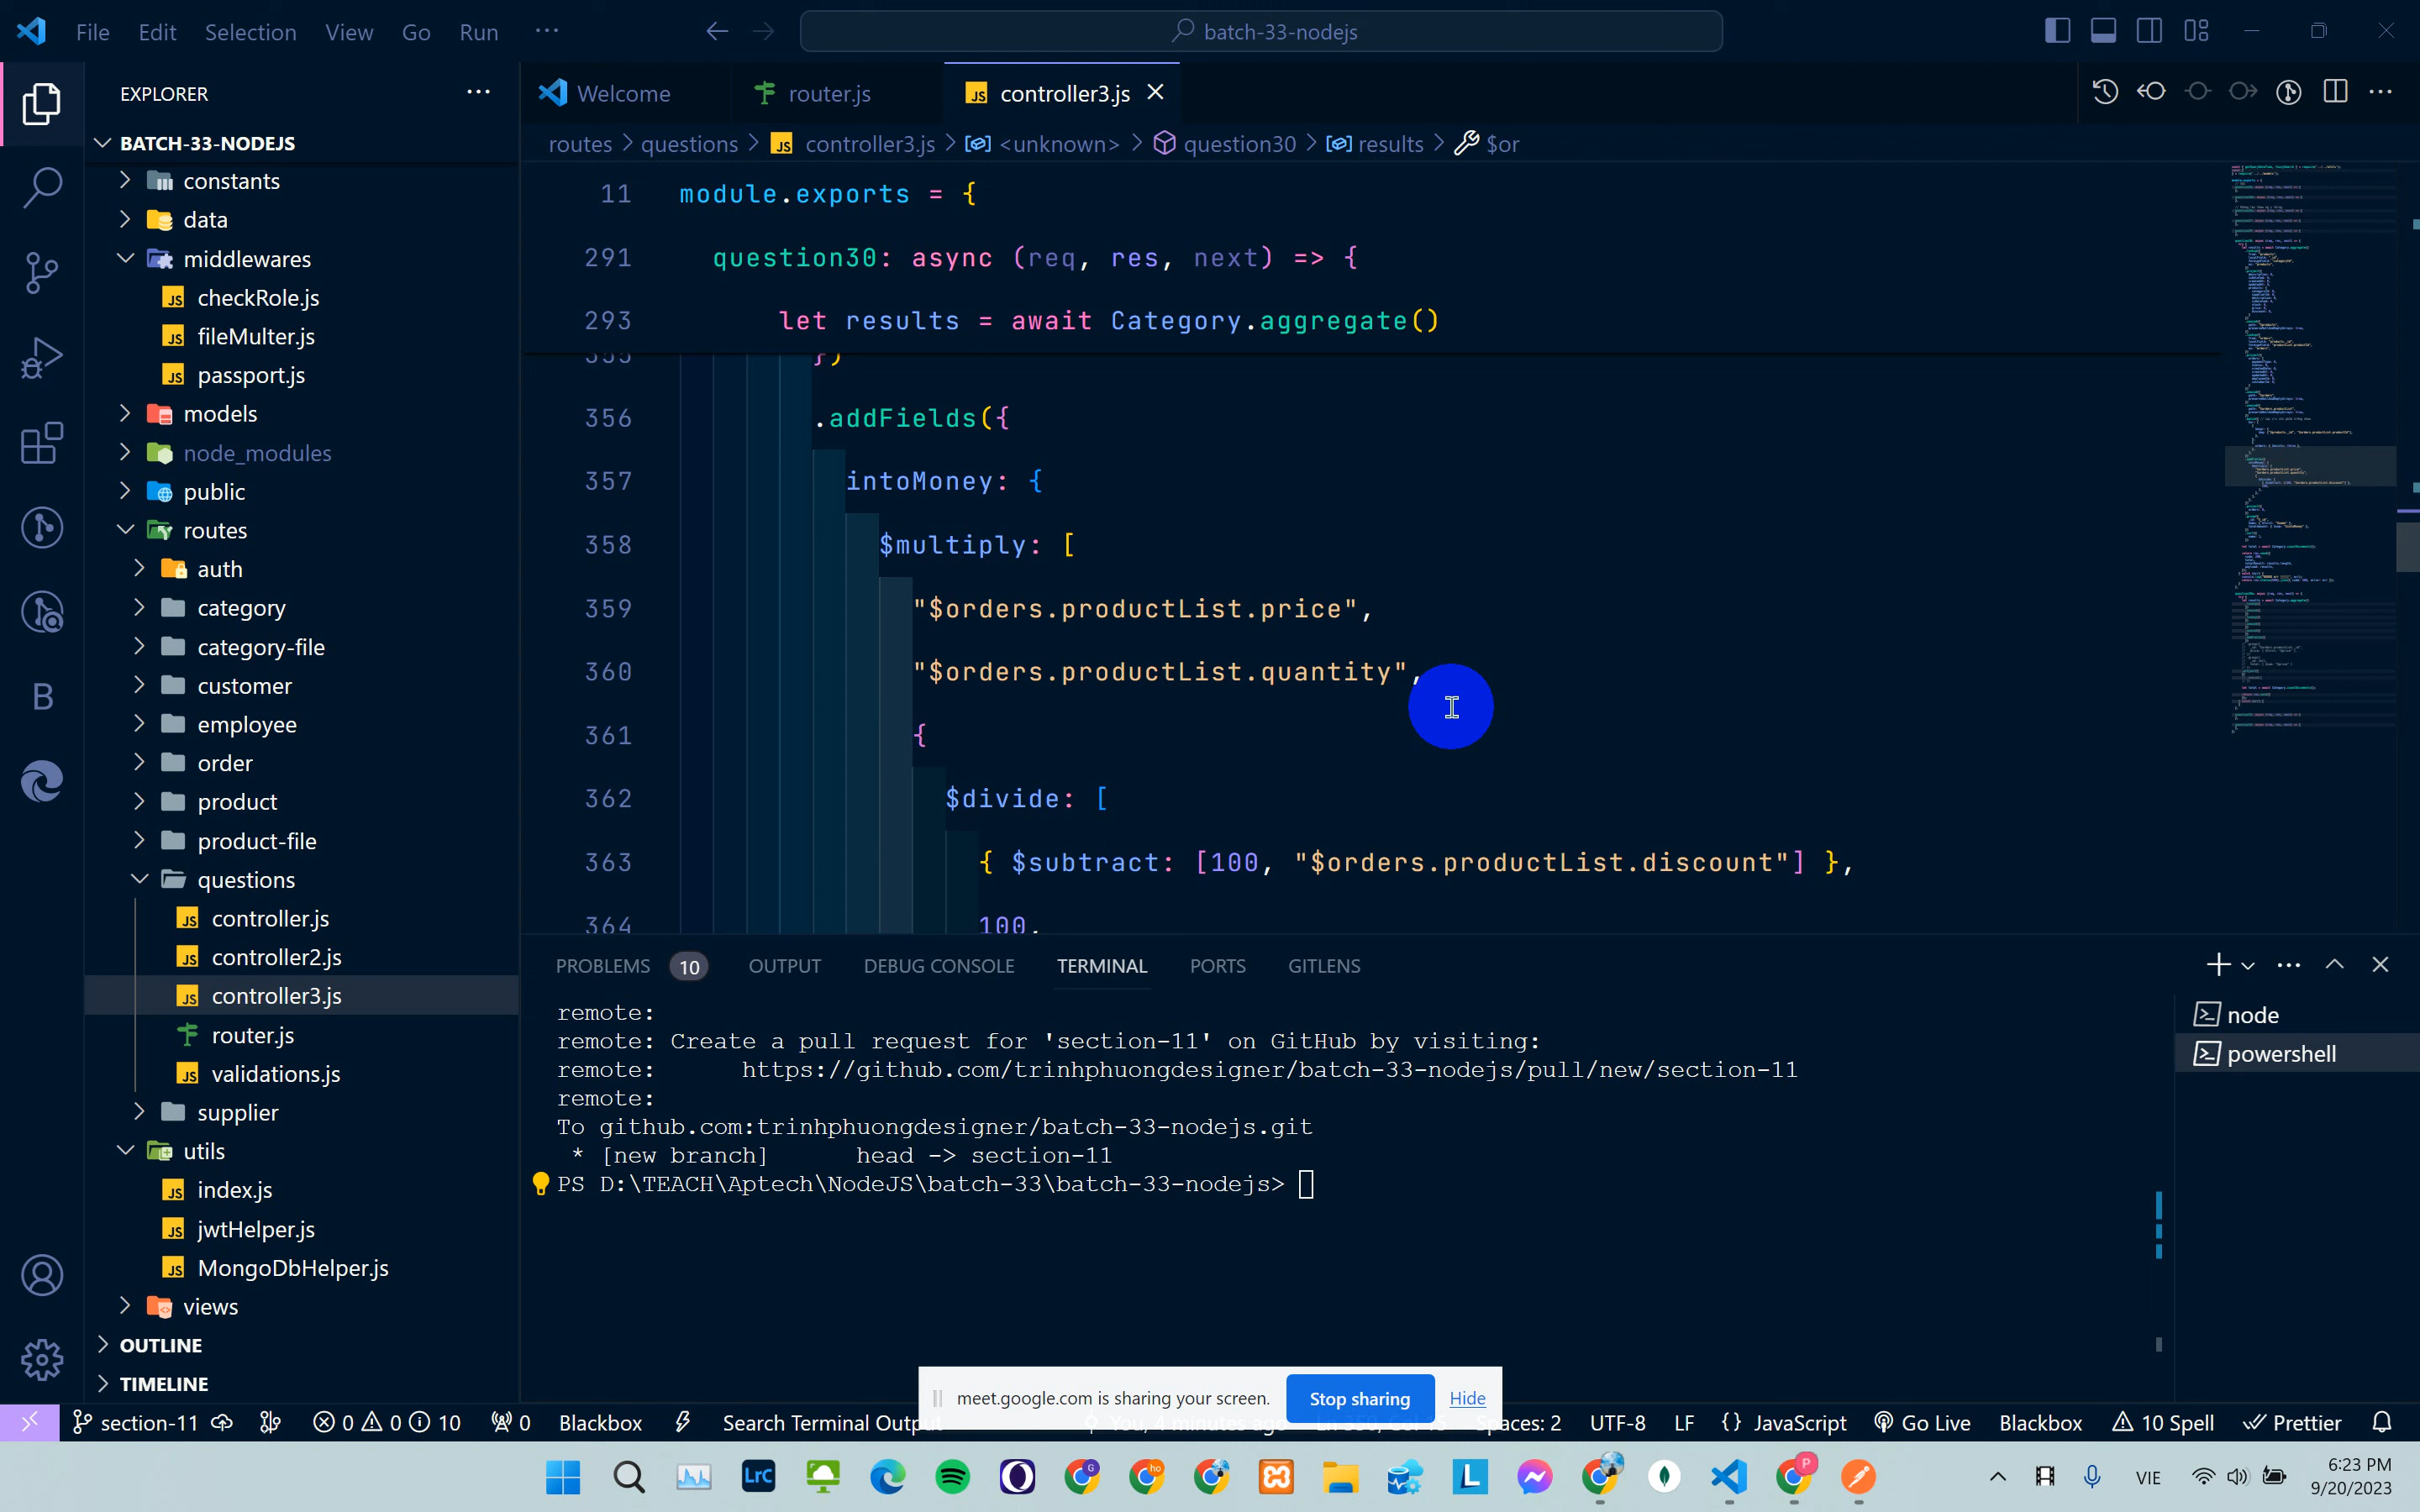 File Edit Selection View Go Run ···
batch-33-nodejs
EXPLORER
BATCH-33-NODEJS
constants
data
middlewares
checkRole.js
fileMulter.js
passport.js
models
node_modules
public
routes
auth
category
category-file
customer
employee
order
product
product-file
questions
controller.js
controller2.js
controller3.js
router.js
validations.js
supplier
utils
index.js
jwtHelper.js
MongoDbHelper.js
views
OUTLINE
TIMELINE
Welcome router.js controller3.js
routes > questions > controller3.js > <unknown> > question30 > results > $or
11 module.exports = {
291 question30: async (req, res, next) => {
293 let results = await Category.aggregate()
355 })
356 .addFields({
357 intoMoney: {
358 $multiply: [
359 "$orders.productList.price",
360 "$orders.productList.quantity",
361 {
362 $divide: [
363 { $subtract: [100, "$orders.productList.discount"] },
364 100,
PROBLEMS 10 OUTPUT DEBUG CONSOLE TERMINAL PORTS GITLENS
remote:
remote: Create a pull request for 'section-11' on GitHub by visiting:
remote: https://github.com/trinhphuongdesigner/batch-33-nodejs/pull/new/section-11
remote:
To github.com:trinhphuongdesigner/batch-33-nodejs.git
* [new branch] head -> section-11
PS D:\TEACH\Aptech\NodeJS\batch-33\batch-33-nodejs>
node
powershell
meet.google.com is sharing your screen. Stop sharing Hide
section-11 0 0 10 0 Blackbox Search Terminal Output You, 4 minutes ago Spaces: 2 UTF-8 LF {} JavaScript Go Live Blackbox 10 Spell Prettier
VIE
6:23 PM
9/20/2023